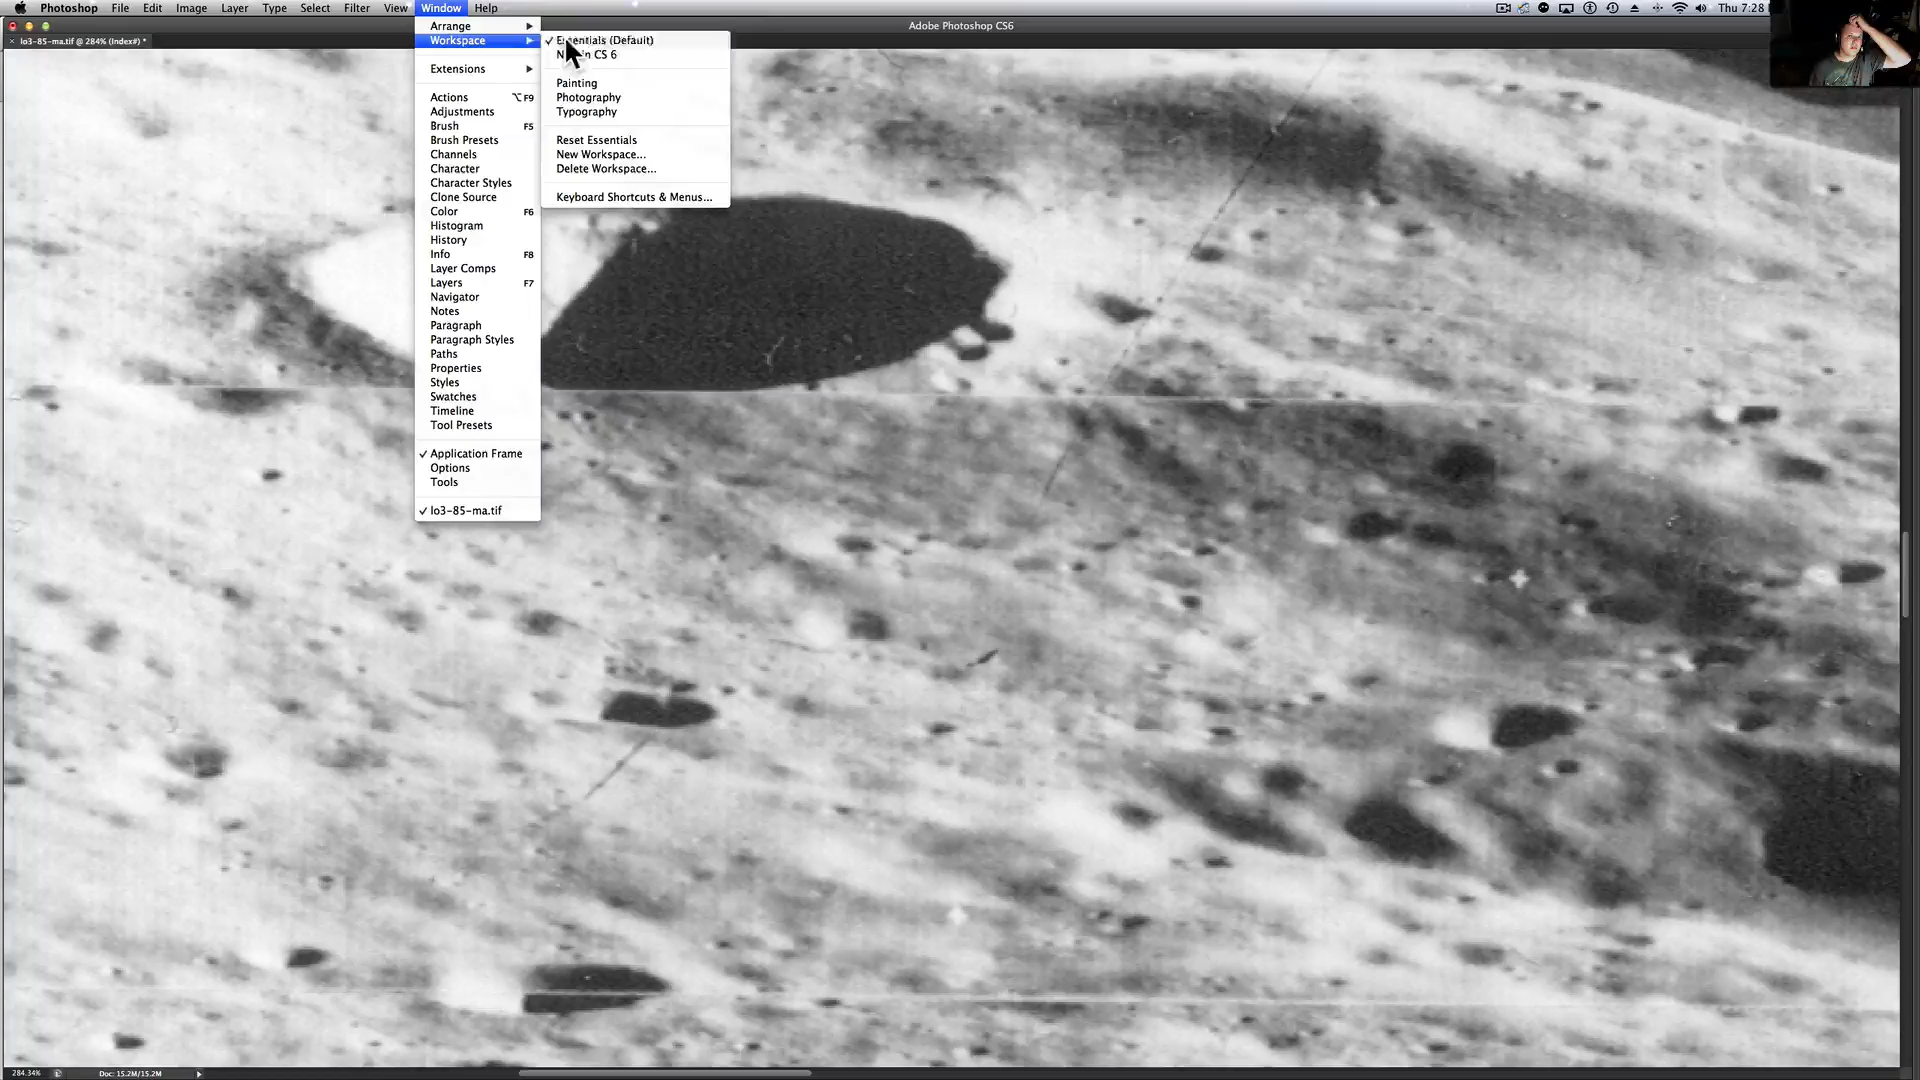 Photoshop File Edit Image Layer Type Select Filter View Window Help Thu 7:28
Adobe Photoshop CS6
× lo3-85-ma.tif @ 284% (Index#) *
Arrange
Workspace
Extensions
Actions ⌥F9
Adjustments
Brush F5
Brush Presets
Channels
Character
Character Styles
Clone Source
Color F6
Histogram
History
Info F8
Layer Comps
Layers F7
Navigator
Notes
Paragraph
Paragraph Styles
Paths
Properties
Styles
Swatches
Timeline
Tool Presets
✓ Application Frame
Options
Tools
✓ lo3-85-ma.tif
✓ Essentials (Default)
CS 6
Painting
Photography
Typography
Reset Essentials
New Workspace...
Delete Workspace...
Keyboard Shortcuts & Menus...
284.34% Doc: 15.2M/15.2M